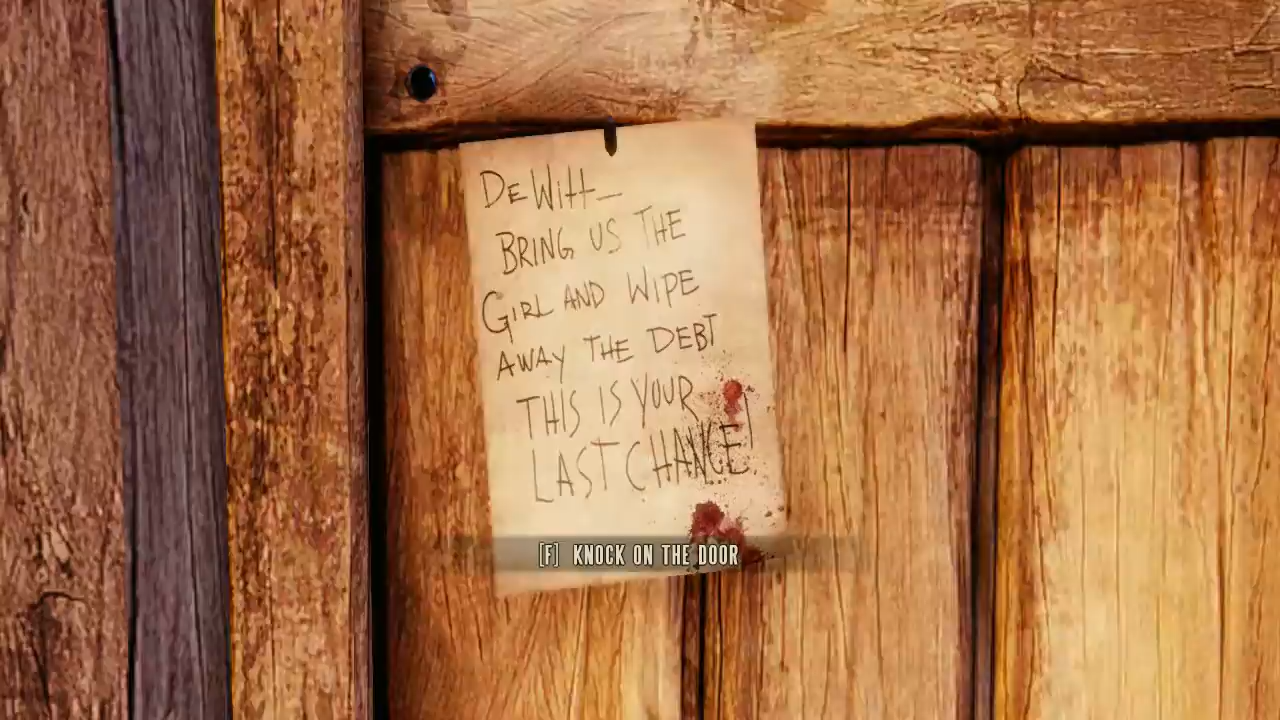 DeWitt—
BRING US THE
GIRL AND WIPE
AWAY THE DEBT
THIS IS YOUR
LAST CHANCE!
[F] KNOCK ON THE DOOR